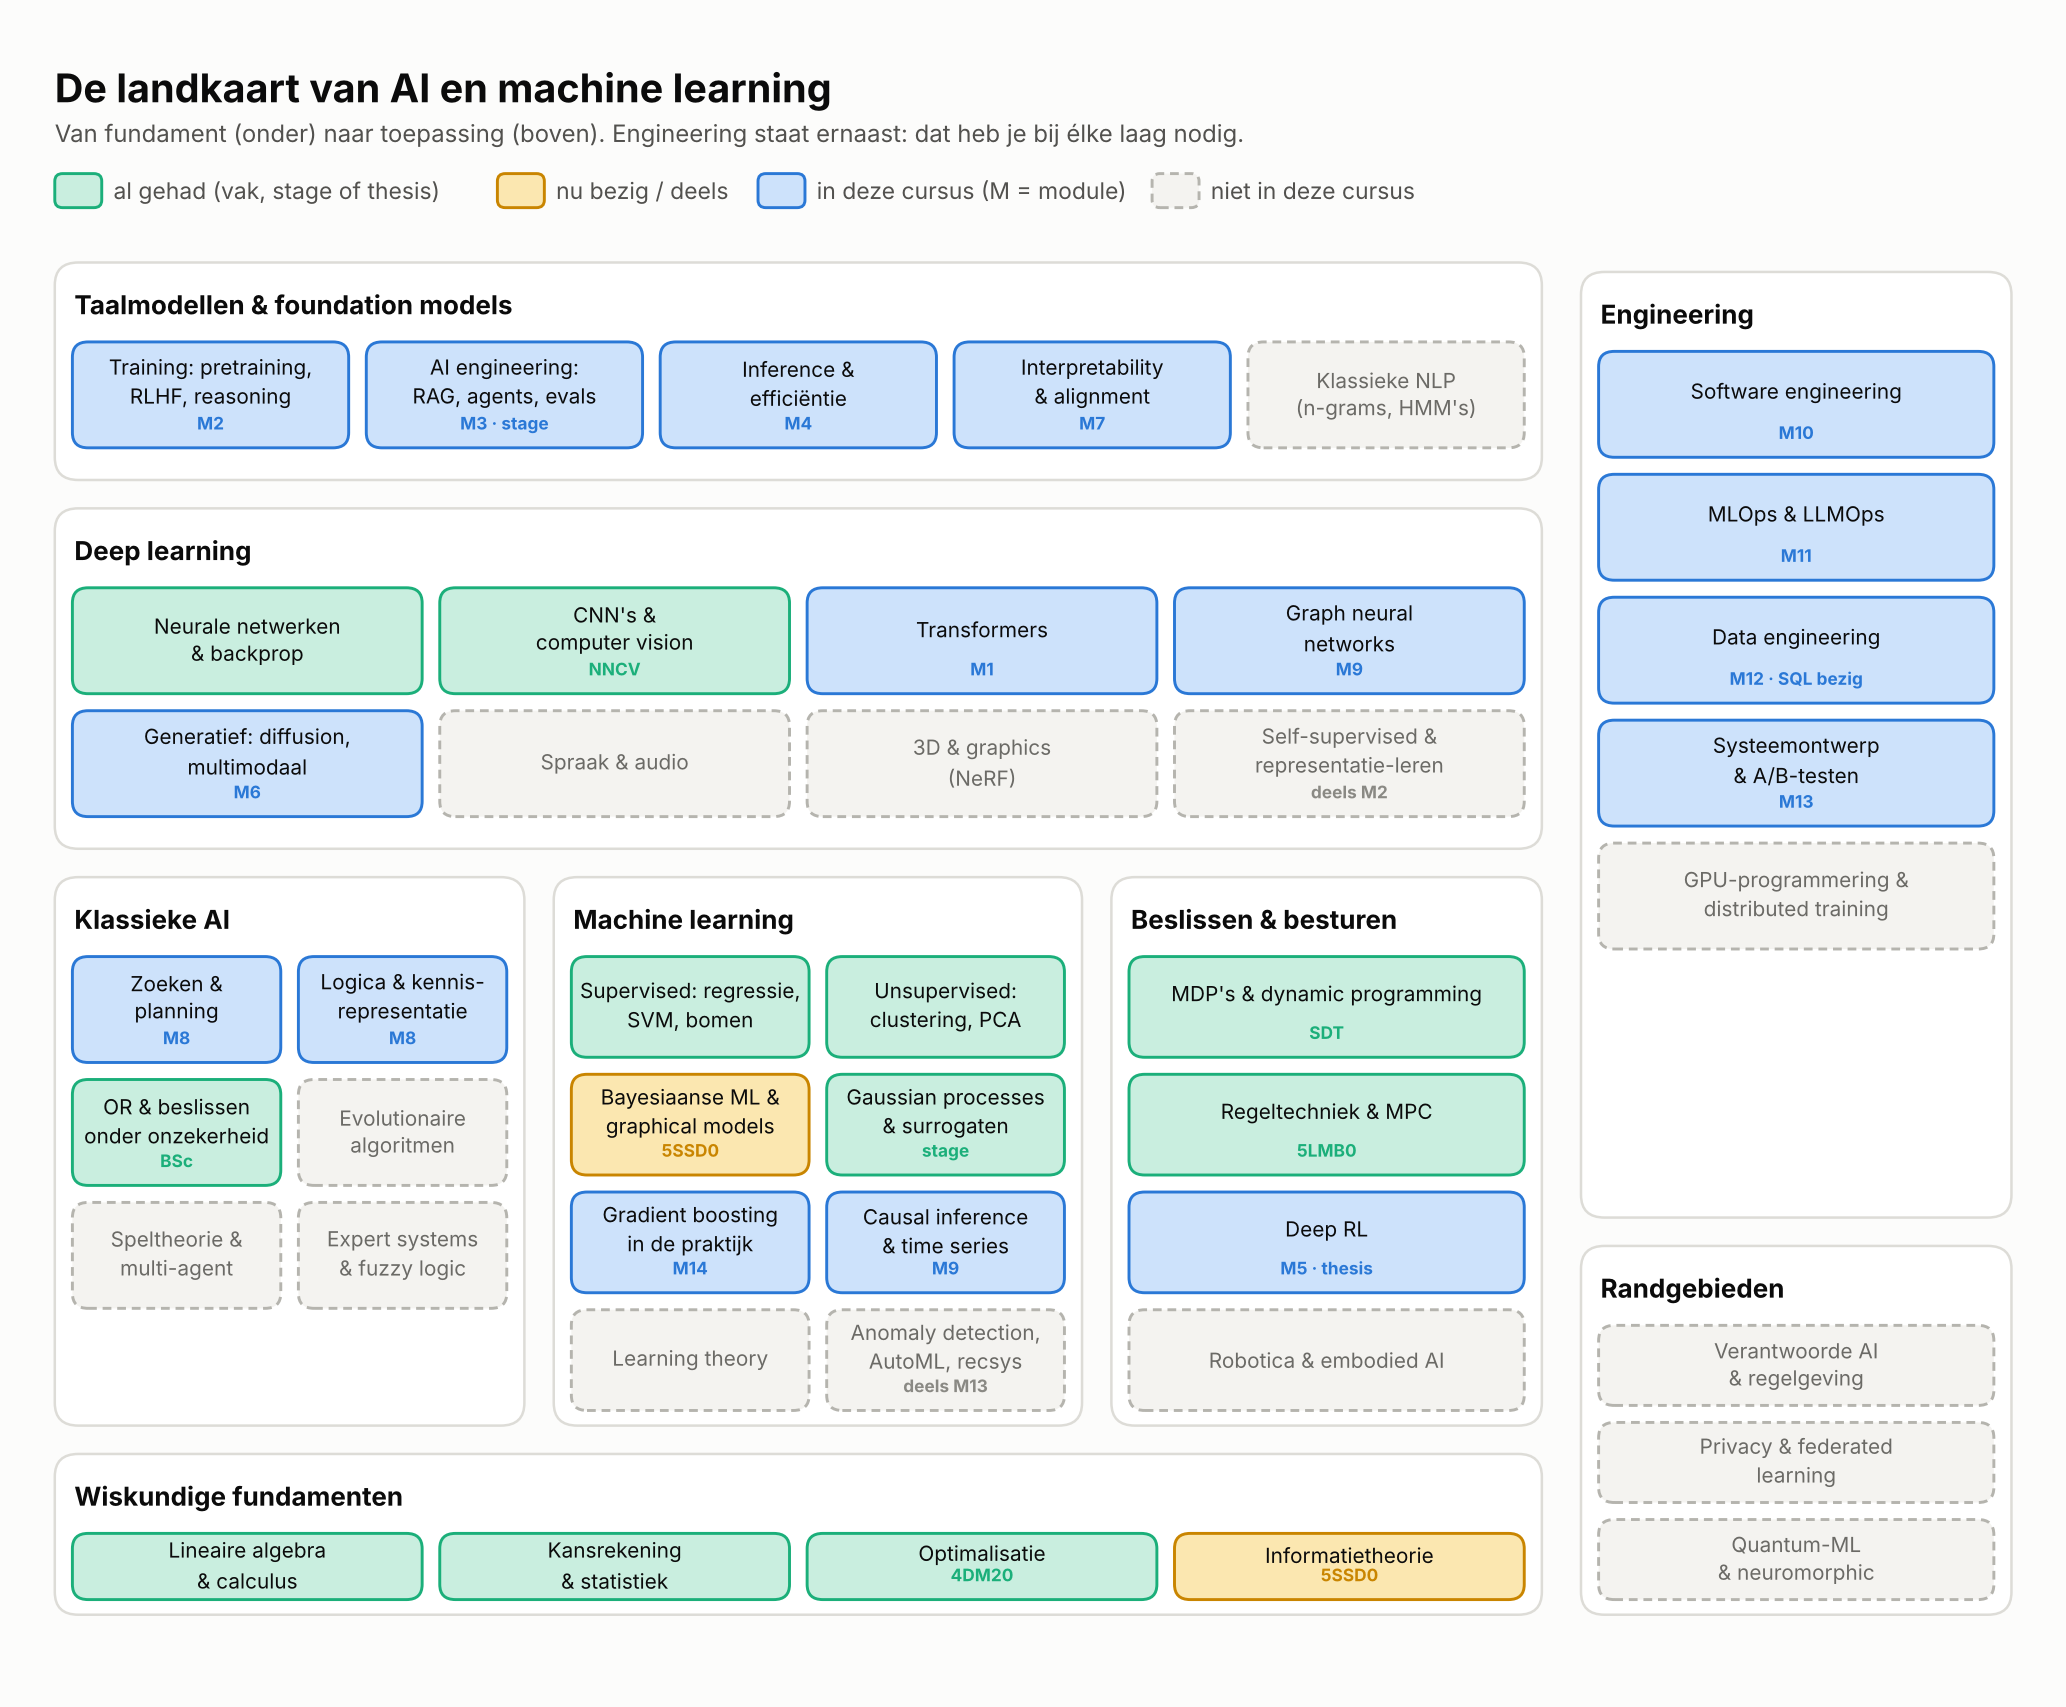 De landkaart van AI en machine learning
Van fundament (onder) naar toepassing (boven). Engineering staat ernaast: dat heb je bij élke laag nodig.
al gehad (vak, stage of thesis)
nu bezig / deels
in deze cursus (M = module)
niet in deze cursus
Taalmodellen & foundation models
Training: pretraining,
RLHF, reasoning
M2
AI engineering:
RAG, agents, evals
M3 · stage
Inference &
efficiëntie
M4
Interpretability
& alignment
M7
Klassieke NLP
(n-grams, HMM's)
Deep learning
Neurale netwerken
& backprop
CNN's &
computer vision
NNCV
Transformers
M1
Graph neural
networks
M9
Generatief: diffusion,
multimodaal
M6
Spraak & audio
3D & graphics
(NeRF)
Self-supervised &
representatie-leren
deels M2
Klassieke AI
Zoeken &
planning
M8
Logica & kennis-
representatie
M8
OR & beslissen
onder onzekerheid
BSc
Evolutionaire
algoritmen
Speltheorie &
multi-agent
Expert systems
& fuzzy logic
Machine learning
Supervised: regressie,
SVM, bomen
Unsupervised:
clustering, PCA
Bayesiaanse ML &
graphical models
5SSD0
Gaussian processes
& surrogaten
stage
Gradient boosting
in de praktijk
M14
Causal inference
& time series
M9
Learning theory
Anomaly detection,
AutoML, recsys
deels M13
Beslissen & besturen
MDP's & dynamic programming
SDT
Regeltechniek & MPC
5LMB0
Deep RL
M5 · thesis
Robotica & embodied AI
Wiskundige fundamenten
Lineaire algebra
& calculus
Kansrekening
& statistiek
Optimalisatie
4DM20
Informatietheorie
5SSD0
Engineering
Software engineering
M10
MLOps & LLMOps
M11
Data engineering
M12 · SQL bezig
Systeemontwerp
& A/B-testen
M13
GPU-programmering &
distributed training
Randgebieden
Verantwoorde AI
& regelgeving
Privacy & federated
learning
Quantum-ML
& neuromorphic